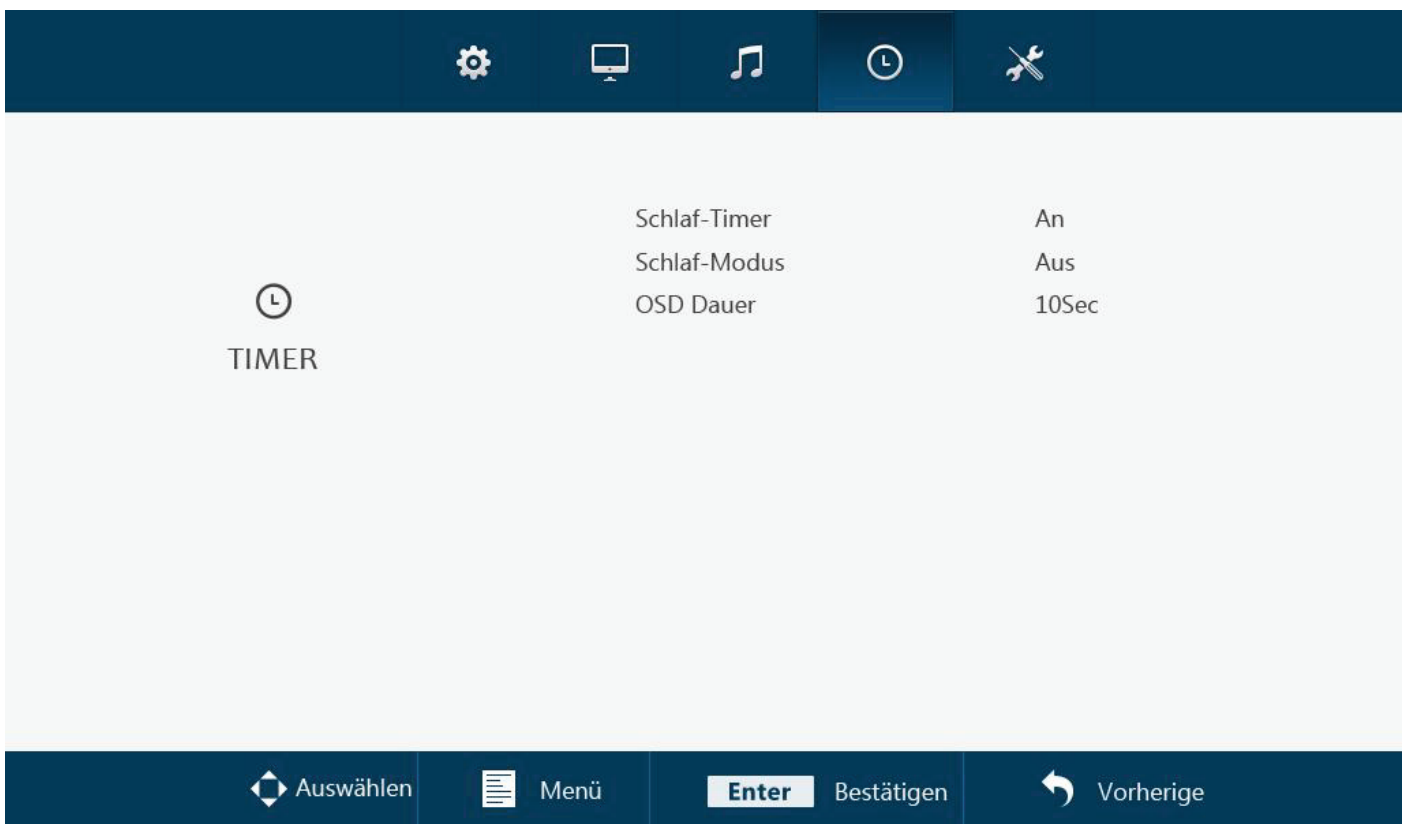 Schlaf-Timer An
Schlaf-Modus Aus
OSD Dauer 10Sec
TIMER
Auswählen Menü Enter Bestätigen Vorherige